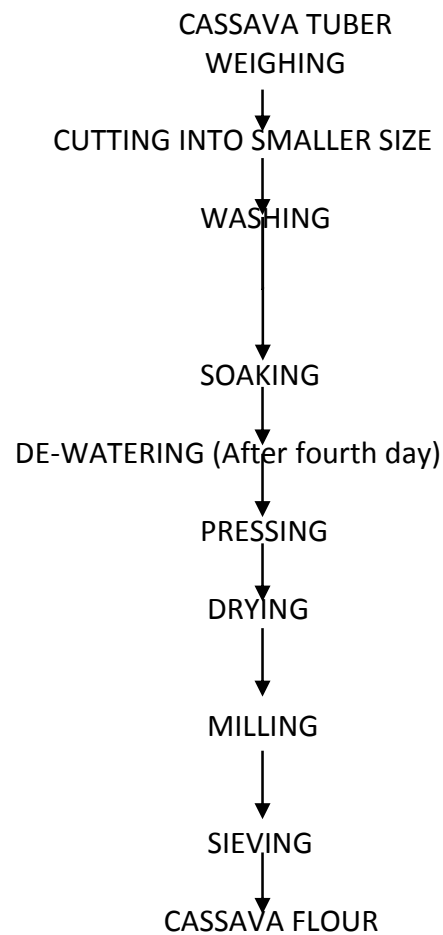 CASSAVA TUBER
WEIGHING
CUTTING INTO SMALLER SIZE
WASHING
SOAKING
DE-WATERING (After fourth day)
PRESSING
DRYING
MILLING
SIEVING
CASSAVA FLOUR